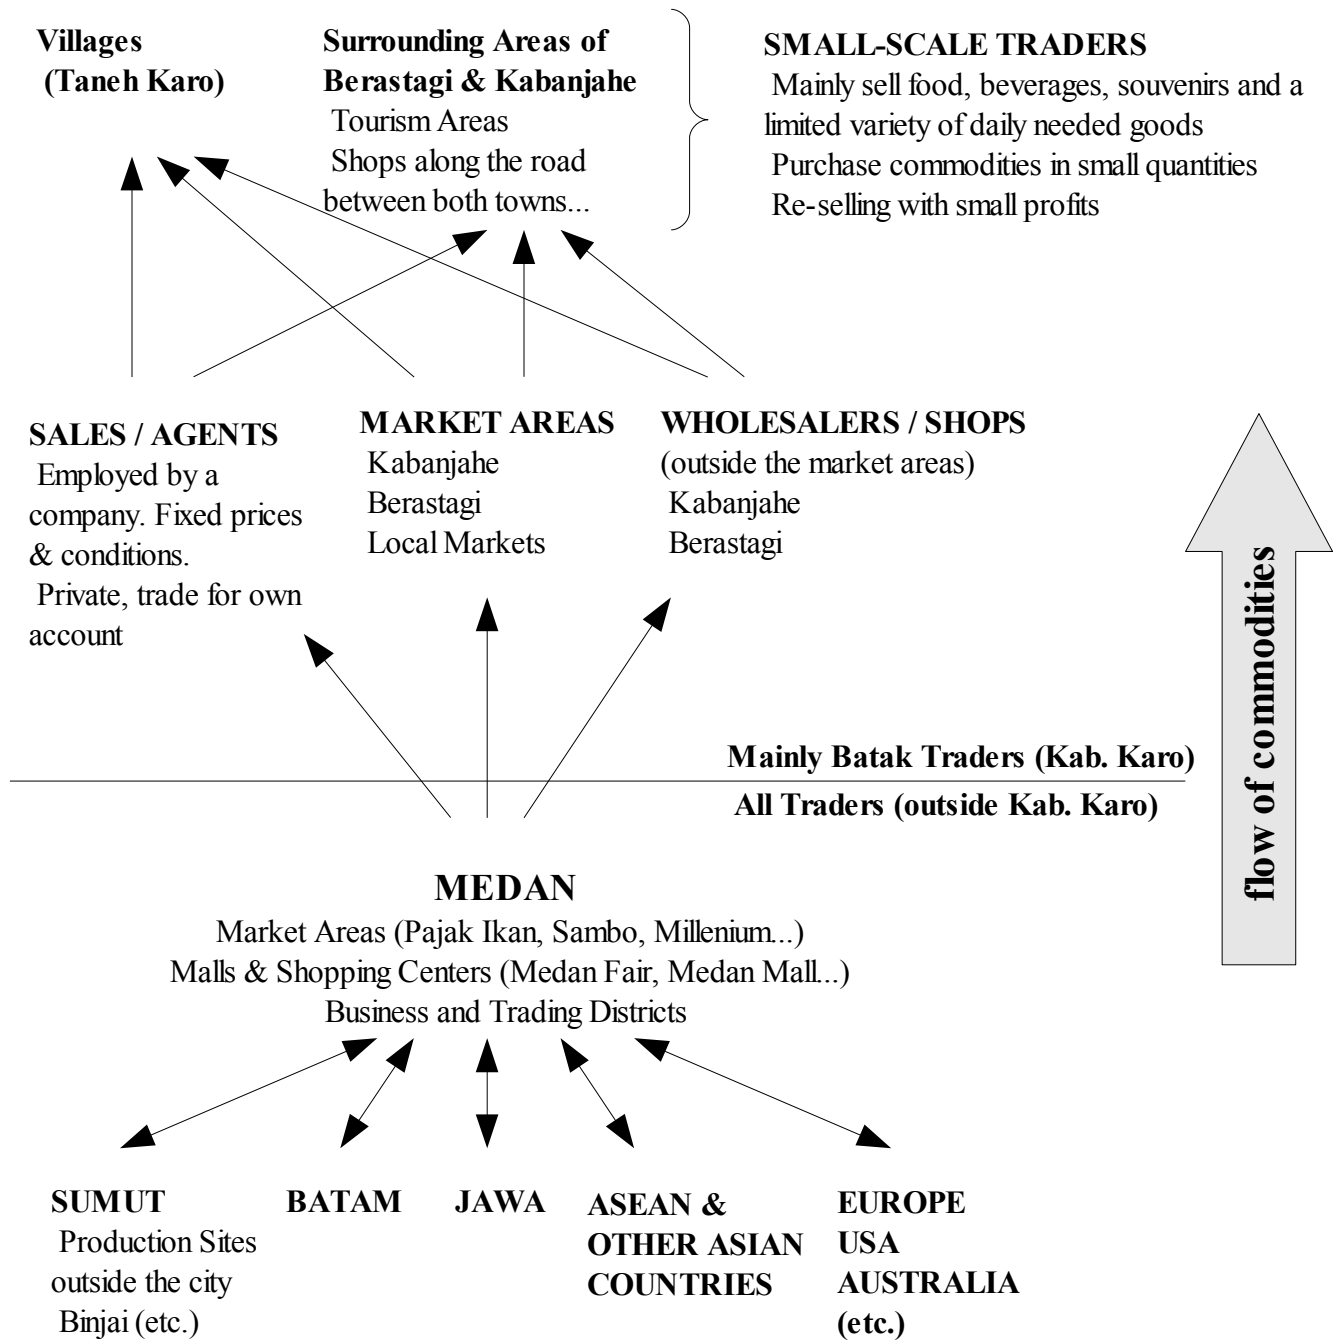 Villages
(Taneh Karo)
Surrounding Areas of
Berastagi & Kabanjahe
Tourism Areas
Shops along the road
between both towns...
SMALL-SCALE TRADERS
Mainly sell food, beverages, souvenirs and a
limited variety of daily needed goods
Purchase commodities in small quantities
Re-selling with small profits
SALES / AGENTS
Employed by a
company. Fixed prices
& conditions.
Private, trade for own
account
MARKET AREAS
Kabanjahe
Berastagi
Local Markets
WHOLESALERS / SHOPS
(outside the market areas)
Kabanjahe
Berastagi
flow of commodities
Mainly Batak Traders (Kab. Karo)
All Traders (outside Kab. Karo)
MEDAN
Market Areas (Pajak Ikan, Sambo, Millenium...)
Malls & Shopping Centers (Medan Fair, Medan Mall...)
Business and Trading Districts
SUMUT
Production Sites
outside the city
Binjai (etc.)
BATAM
JAWA
ASEAN &
OTHER ASIAN
COUNTRIES
EUROPE
USA
AUSTRALIA
(etc.)